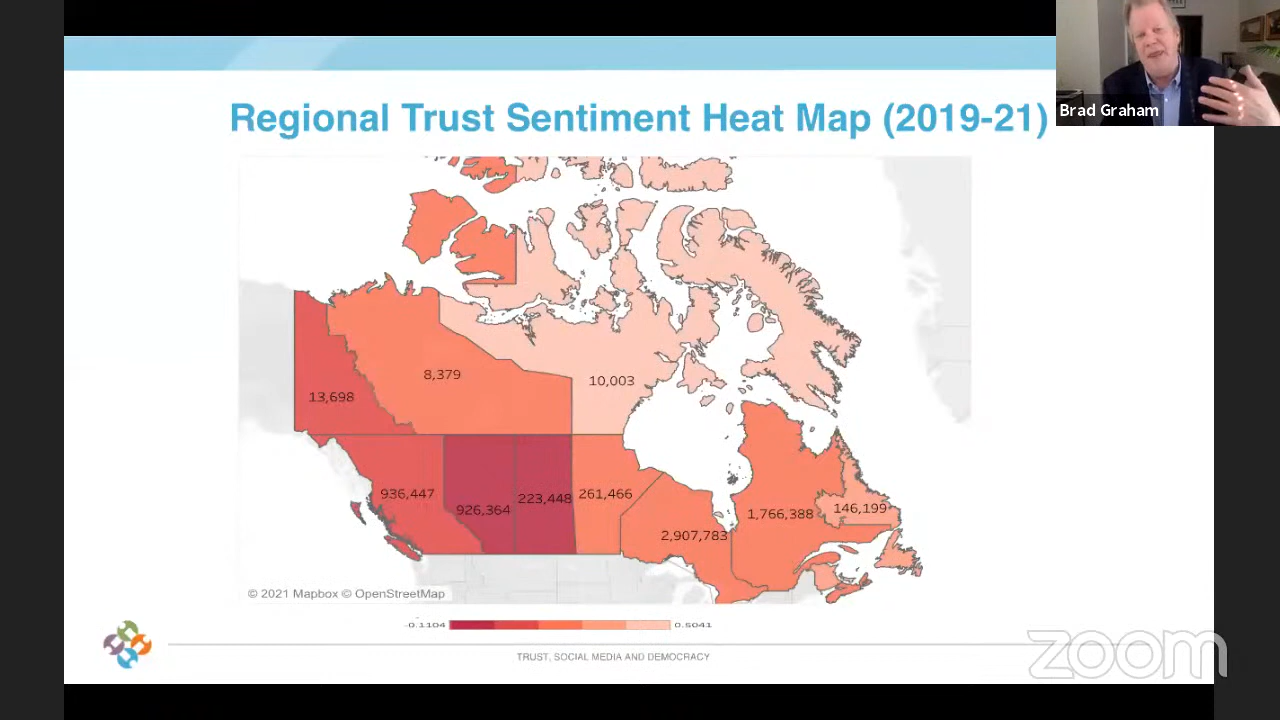 Regional Trust Sentiment Heat Map (2019-21)
Brad Graham
8,379
10,003
13,698
936,447
926,364
223,448
261,466
2,907,783
1,766,388
146,199
© 2021 Mapbox © OpenStreetMap
-0.1104
0.5041
TRUST, SOCIAL MEDIA AND DEMOCRACY
zoom